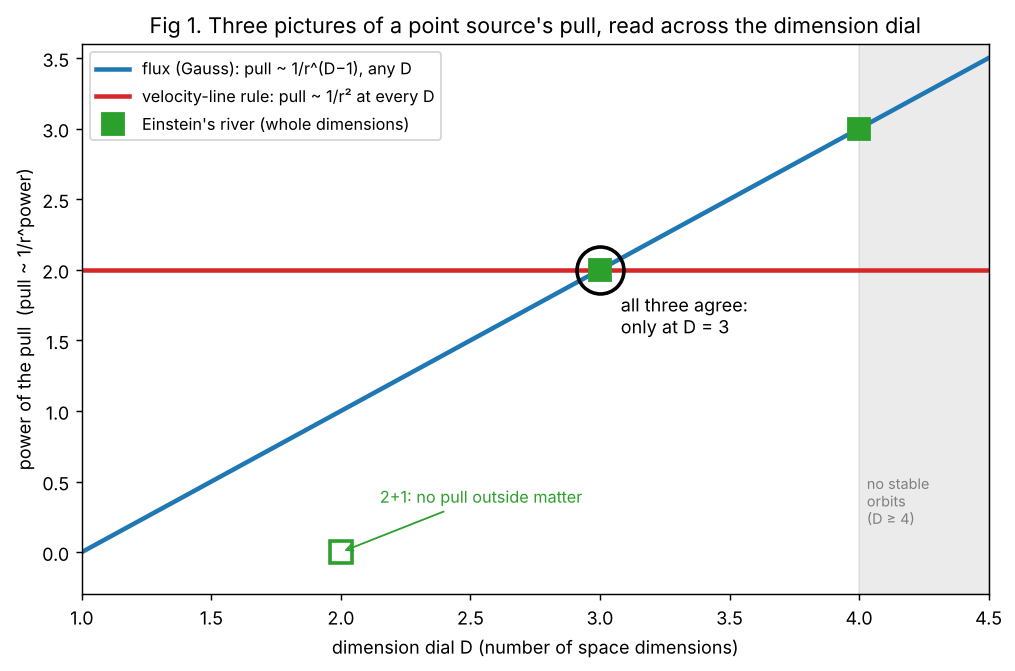 Fig 1. Three pictures of a point source's pull, read across the dimension dial
flux (Gauss): pull ~ 1/r^(D−1), any D
velocity-line rule: pull ~ 1/r² at every D
Einstein's river (whole dimensions)
power of the pull  (pull ~ 1/r^power)
3.5
3.0
2.5
2.0
1.5
1.0
0.5
0.0
all three agree:
only at D = 3
2+1: no pull outside matter
no stable
orbits
(D ≥ 4)
1.0
1.5
2.0
2.5
3.0
3.5
4.0
4.5
dimension dial D (number of space dimensions)